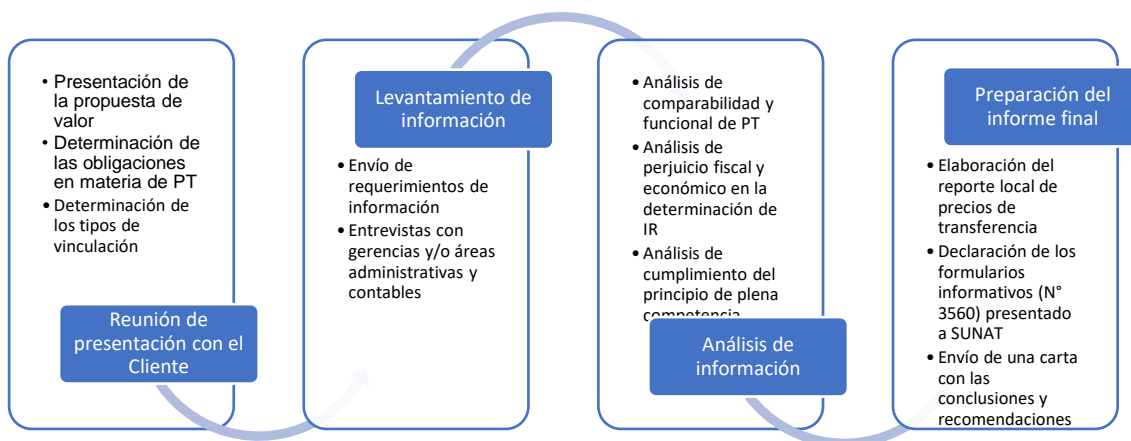 • Presentación de
la propuesta de
valor
• Determinación de
las obligaciones
en materia de PT
• Determinación de
los tipos de
vinculación
Reunión de
presentación con el
Cliente
Levantamiento de
información
• Envío de
requerimientos de
información
• Entrevistas con
gerencias y/o áreas
administrativas y
contables
• Análisis de
comparabilidad y
funcional de PT
• Análisis de
perjuicio fiscal y
económico en la
determinación de
IR
• Análisis de
cumplimiento del
principio de plena
competencia
Análisis de
información
Preparación del
informe final
• Elaboración del
reporte local de
precios de
transferencia
• Declaración de los
formularios
informativos (N°
3560) presentado
a SUNAT
• Envío de una carta
con las
conclusiones y
recomendaciones